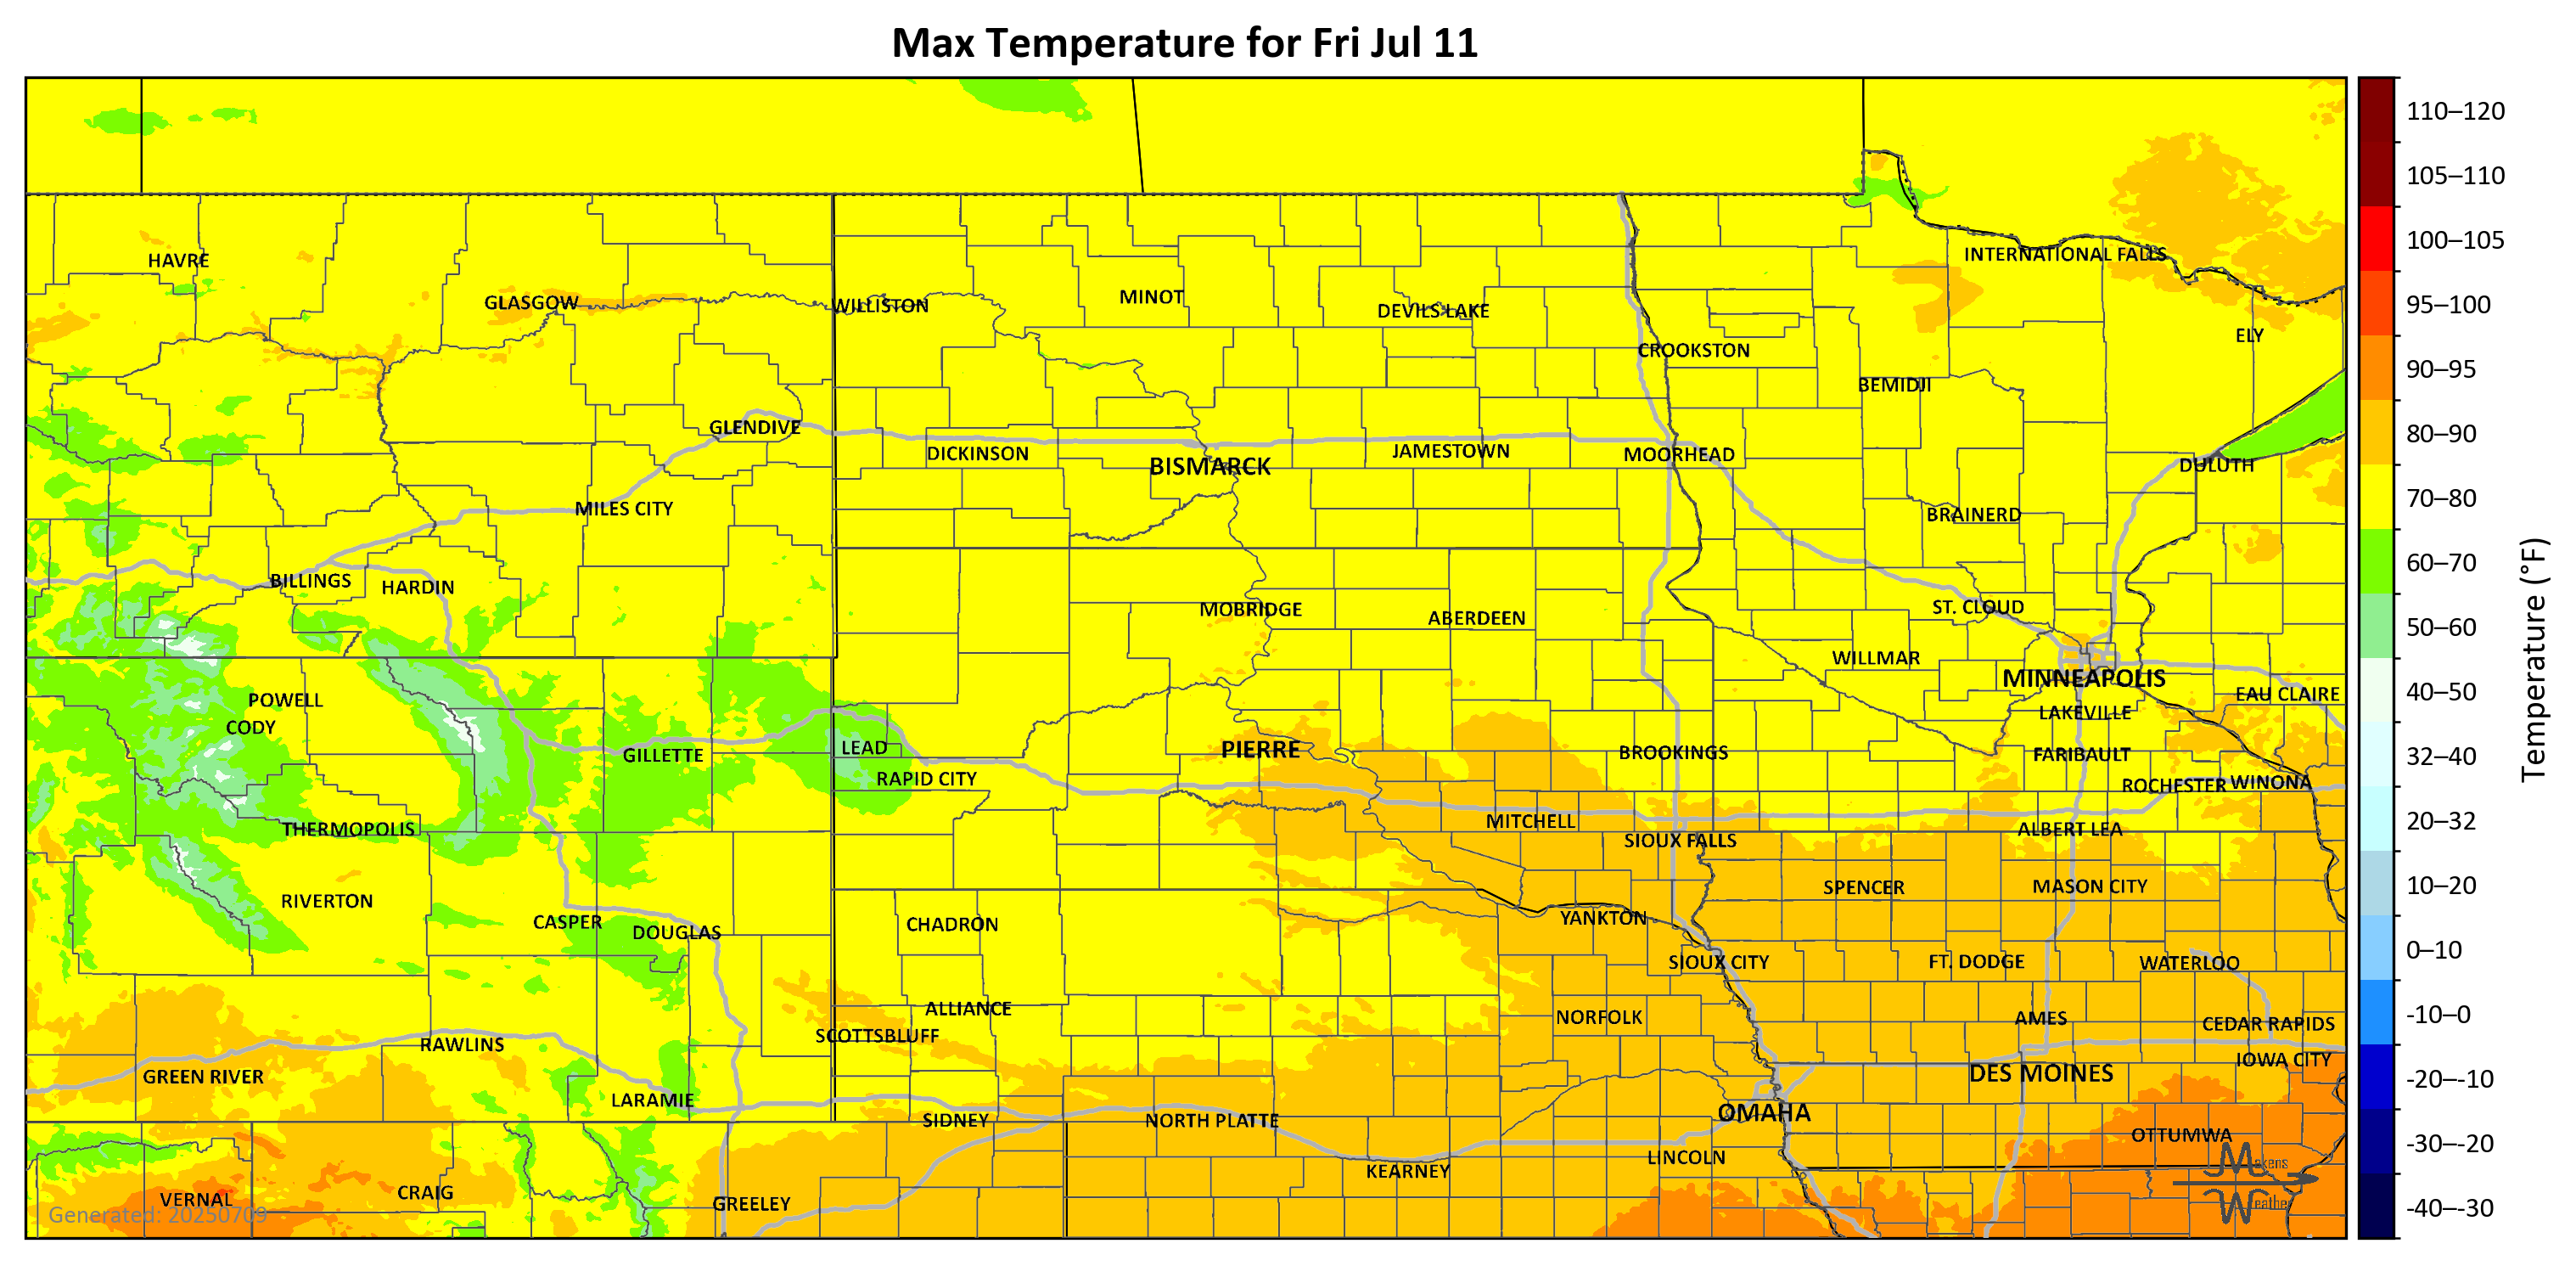 Max Temperature for Fri Jul 11
HAVRE
GLASGOW
WILLISTON
MINOT
DEVILS LAKE
CROOKSTON
INTERNATIONAL FALLS
ELY
BEMIDJI
GLENDIVE
DICKINSON
BISMARCK
JAMESTOWN
MOORHEAD
DULUTH
MILES CITY
BRAINERD
BILLINGS
HARDIN
MOBRIDGE
ABERDEEN
ST. CLOUD
WILLMAR
MINNEAPOLIS
EAU CLAIRE
POWELL
CODY
LAKEVILLE
GILLETTE
LEAD
RAPID CITY
PIERRE
BROOKINGS
FARIBAULT
ROCHESTER
WINONA
THERMOPOLIS
MITCHELL
SIOUX FALLS
ALBERT LEA
RIVERTON
CASPER
DOUGLAS
CHADRON
YANKTON
SPENCER
MASON CITY
SIOUX CITY
FT. DODGE
WATERLOO
ALLIANCE
SCOTTSBLUFF
NORFOLK
AMES
CEDAR RAPIDS
RAWLINS
IOWA CITY
GREEN RIVER
DES MOINES
LARAMIE
SIDNEY
NORTH PLATTE
OMAHA
OTTUMWA
KEARNEY
LINCOLN
VERNAL
CRAIG
GREELEY
Generated: 20250709
Makens
Weather
110–120
105–110
100–105
95–100
90–95
80–90
70–80
60–70
50–60
40–50
32–40
20–32
10–20
0–10
-10–0
-20–-10
-30–-20
-40–-30
Temperature (°F)